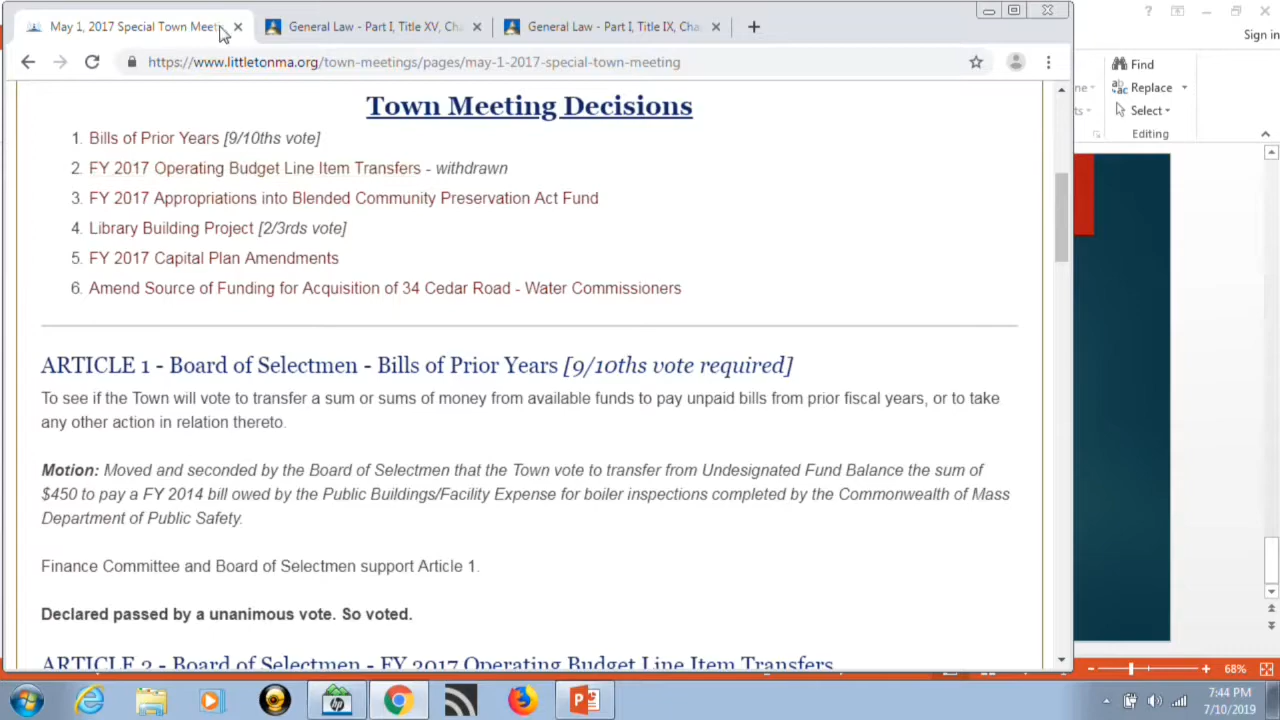 May 1, 2017 Special Town Meeti
General Law - Part I, Title XV, Cha
General Law - Part I, Title IX, Cha
Sign in
https://www.littletonma.org/town-meetings/pages/may-1-2017-special-town-meeting
Find
Replace
Select
Editing
Town Meeting Decisions
1. Bills of Prior Years [9/10ths vote]
2. FY 2017 Operating Budget Line Item Transfers - withdrawn
3. FY 2017 Appropriations into Blended Community Preservation Act Fund
4. Library Building Project [2/3rds vote]
5. FY 2017 Capital Plan Amendments
6. Amend Source of Funding for Acquisition of 34 Cedar Road - Water Commissioners
ARTICLE 1 - Board of Selectmen - Bills of Prior Years [9/10ths vote required]
To see if the Town will vote to transfer a sum or sums of money from available funds to pay unpaid bills from prior fiscal years, or to take
any other action in relation thereto.
Motion: Moved and seconded by the Board of Selectmen that the Town vote to transfer from Undesignated Fund Balance the sum of
$450 to pay a FY 2014 bill owed by the Public Buildings/Facility Expense for boiler inspections completed by the Commonwealth of Mass
Department of Public Safety.
Finance Committee and Board of Selectmen support Article 1.
Declared passed by a unanimous vote. So voted.
ARTICLE 2 - Board of Selectmen - FY 2017 Operating Budget Line Item Transfers
68%
7:44 PM
7/10/2019